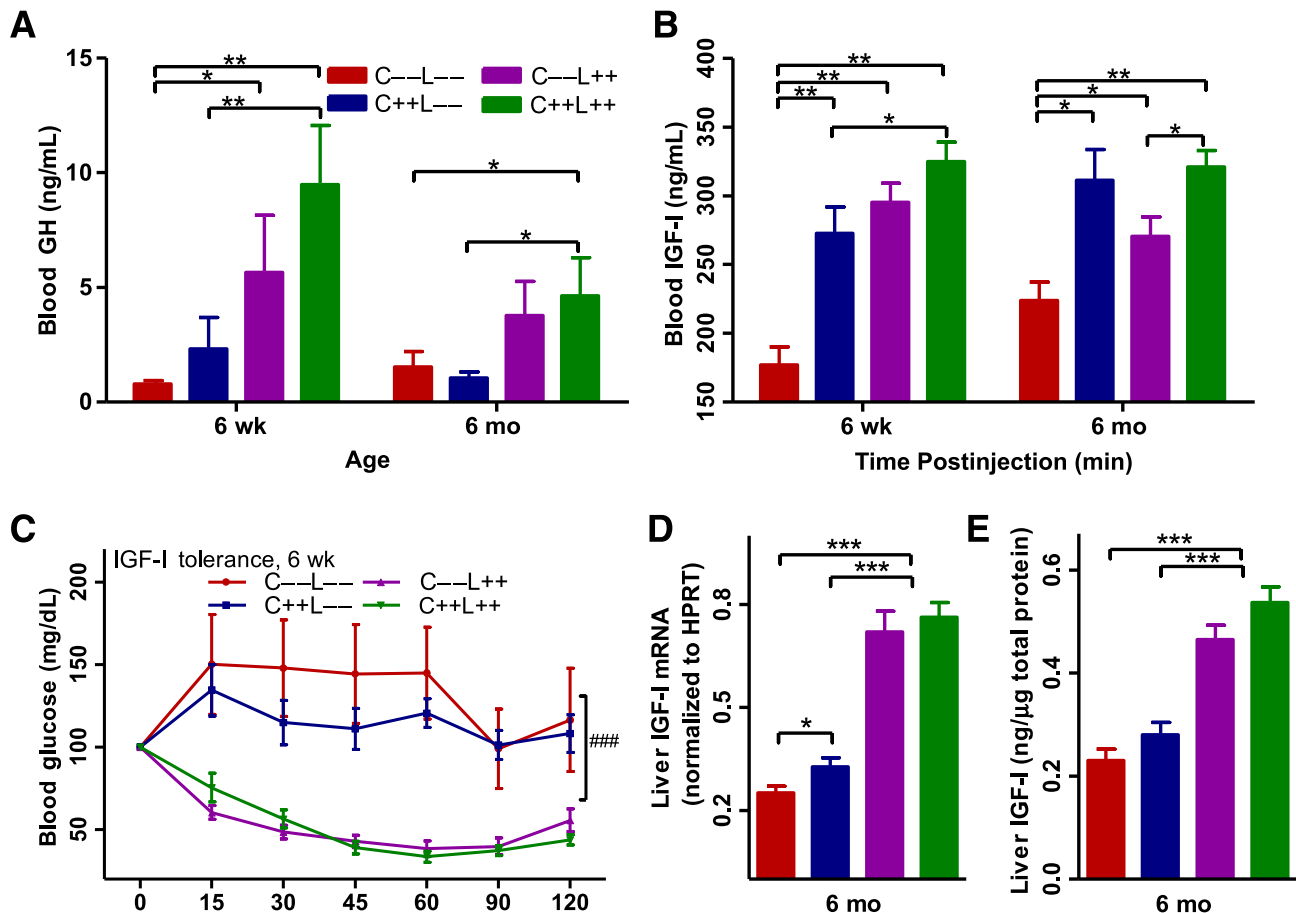 A
15
10
5
0
Blood GH (ng/mL)
C−−L−− C−−L++
C++L−− C++L++
**
*
**
*
*
6 wk 6 mo
Age
B
400
350
300
250
200
150
Blood IGF-I (ng/mL)
**
**
**
*
**
*
*
*
6 wk 6 mo
Time Postinjection (min)
C
IGF-I tolerance, 6 wk
C−−L−− C−−L++
C++L−− C++L++
200
150
100
50
Blood glucose (mg/dL)
###
0 15 30 45 60 90 120
D
0.8
0.5
0.2
Liver IGF-I mRNA
(normalized to HPRT)
***
***
*
6 mo
E
0.6
0.4
0.2
0.0
Liver IGF-I (ng/μg total protein)
***
***
6 mo